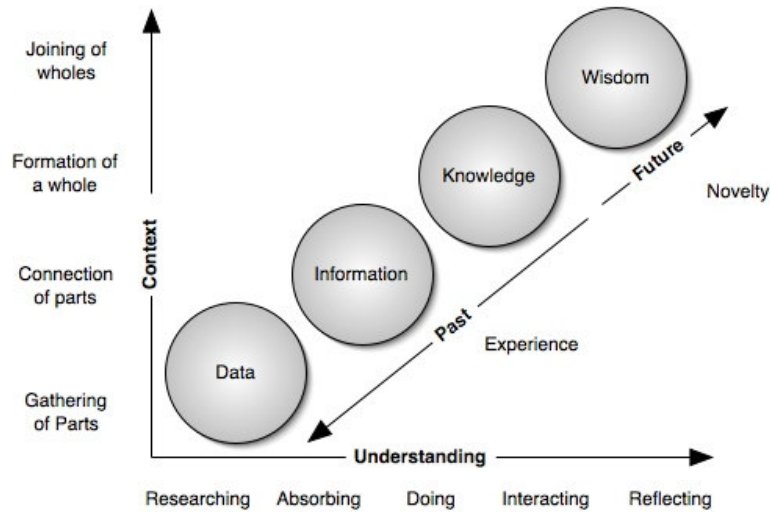 Joining of
wholes
Wisdom
Formation of
a whole
Knowledge
Future
Novelty
Context
Connection
of parts
Information
Past
Experience
Data
Gathering
of Parts
Understanding
Researching Absorbing Doing Interacting Reflecting